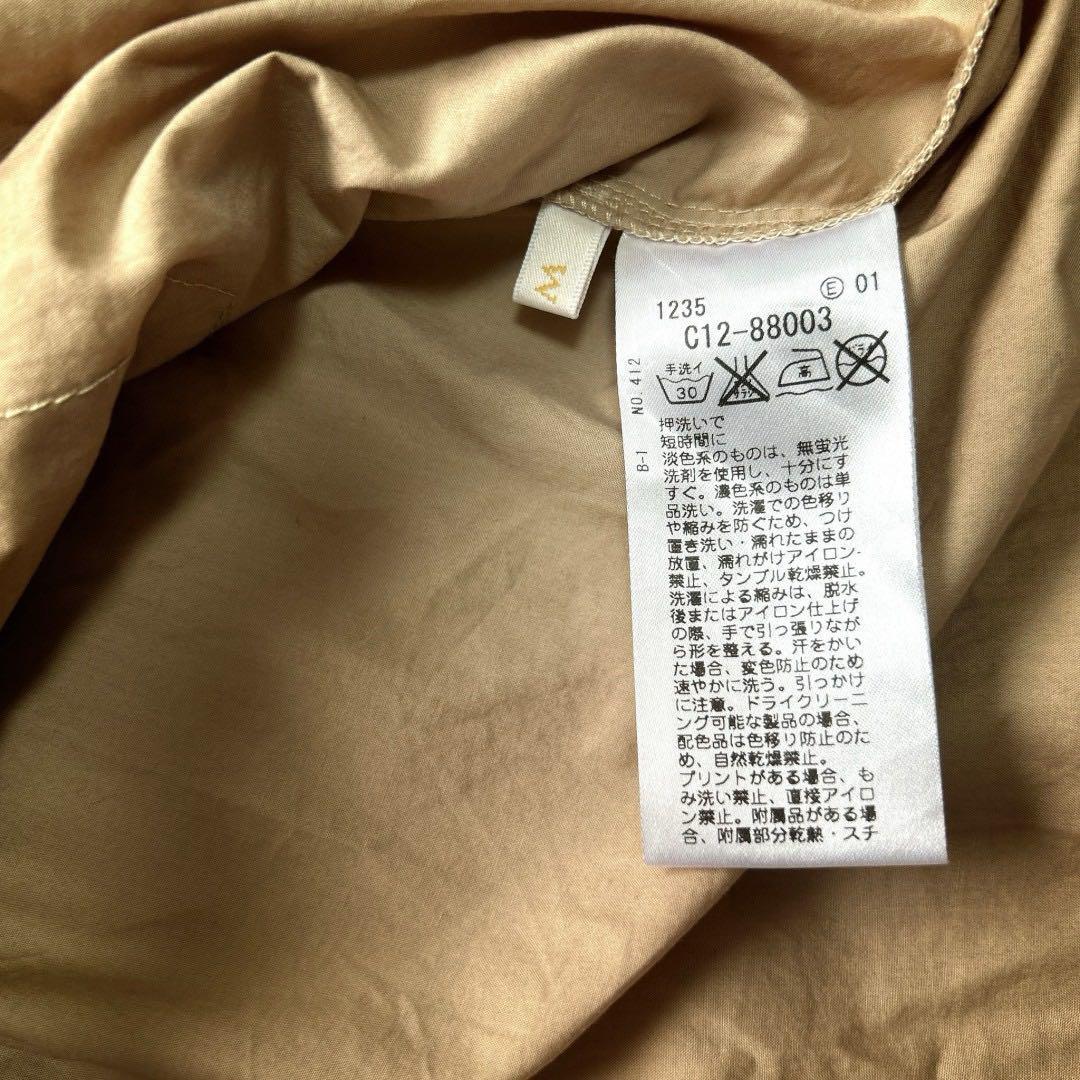 M
1235
Ⓔ 01
C12-88003
手洗イ
30
高
ドライ
NO.412
B-1
押洗いで
短時間に
淡色系のものは、無蛍光
洗剤を使用し、十分にす
すぐ。濃色系のものは単
品洗い。洗濯での色移り
や縮みを防ぐため、つけ
置き洗い・濡れたままの
放置、濡れがけアイロン・
禁止、タンブル乾燥禁止。
洗濯による縮みは、脱水
後またはアイロン仕上げ
の際、手で引っ張りなが
ら形を整える。汗をかい
た場合、変色防止のため
速やかに洗う。引っかけ
に注意。ドライクリーニ
ング可能な製品の場合、
配色品は色移り防止のた
め、自然乾燥禁止。
プリントがある場合、も
み洗い禁止、直接アイロ
ン禁止。附属品がある場
合、附属部分乾熱・スチ